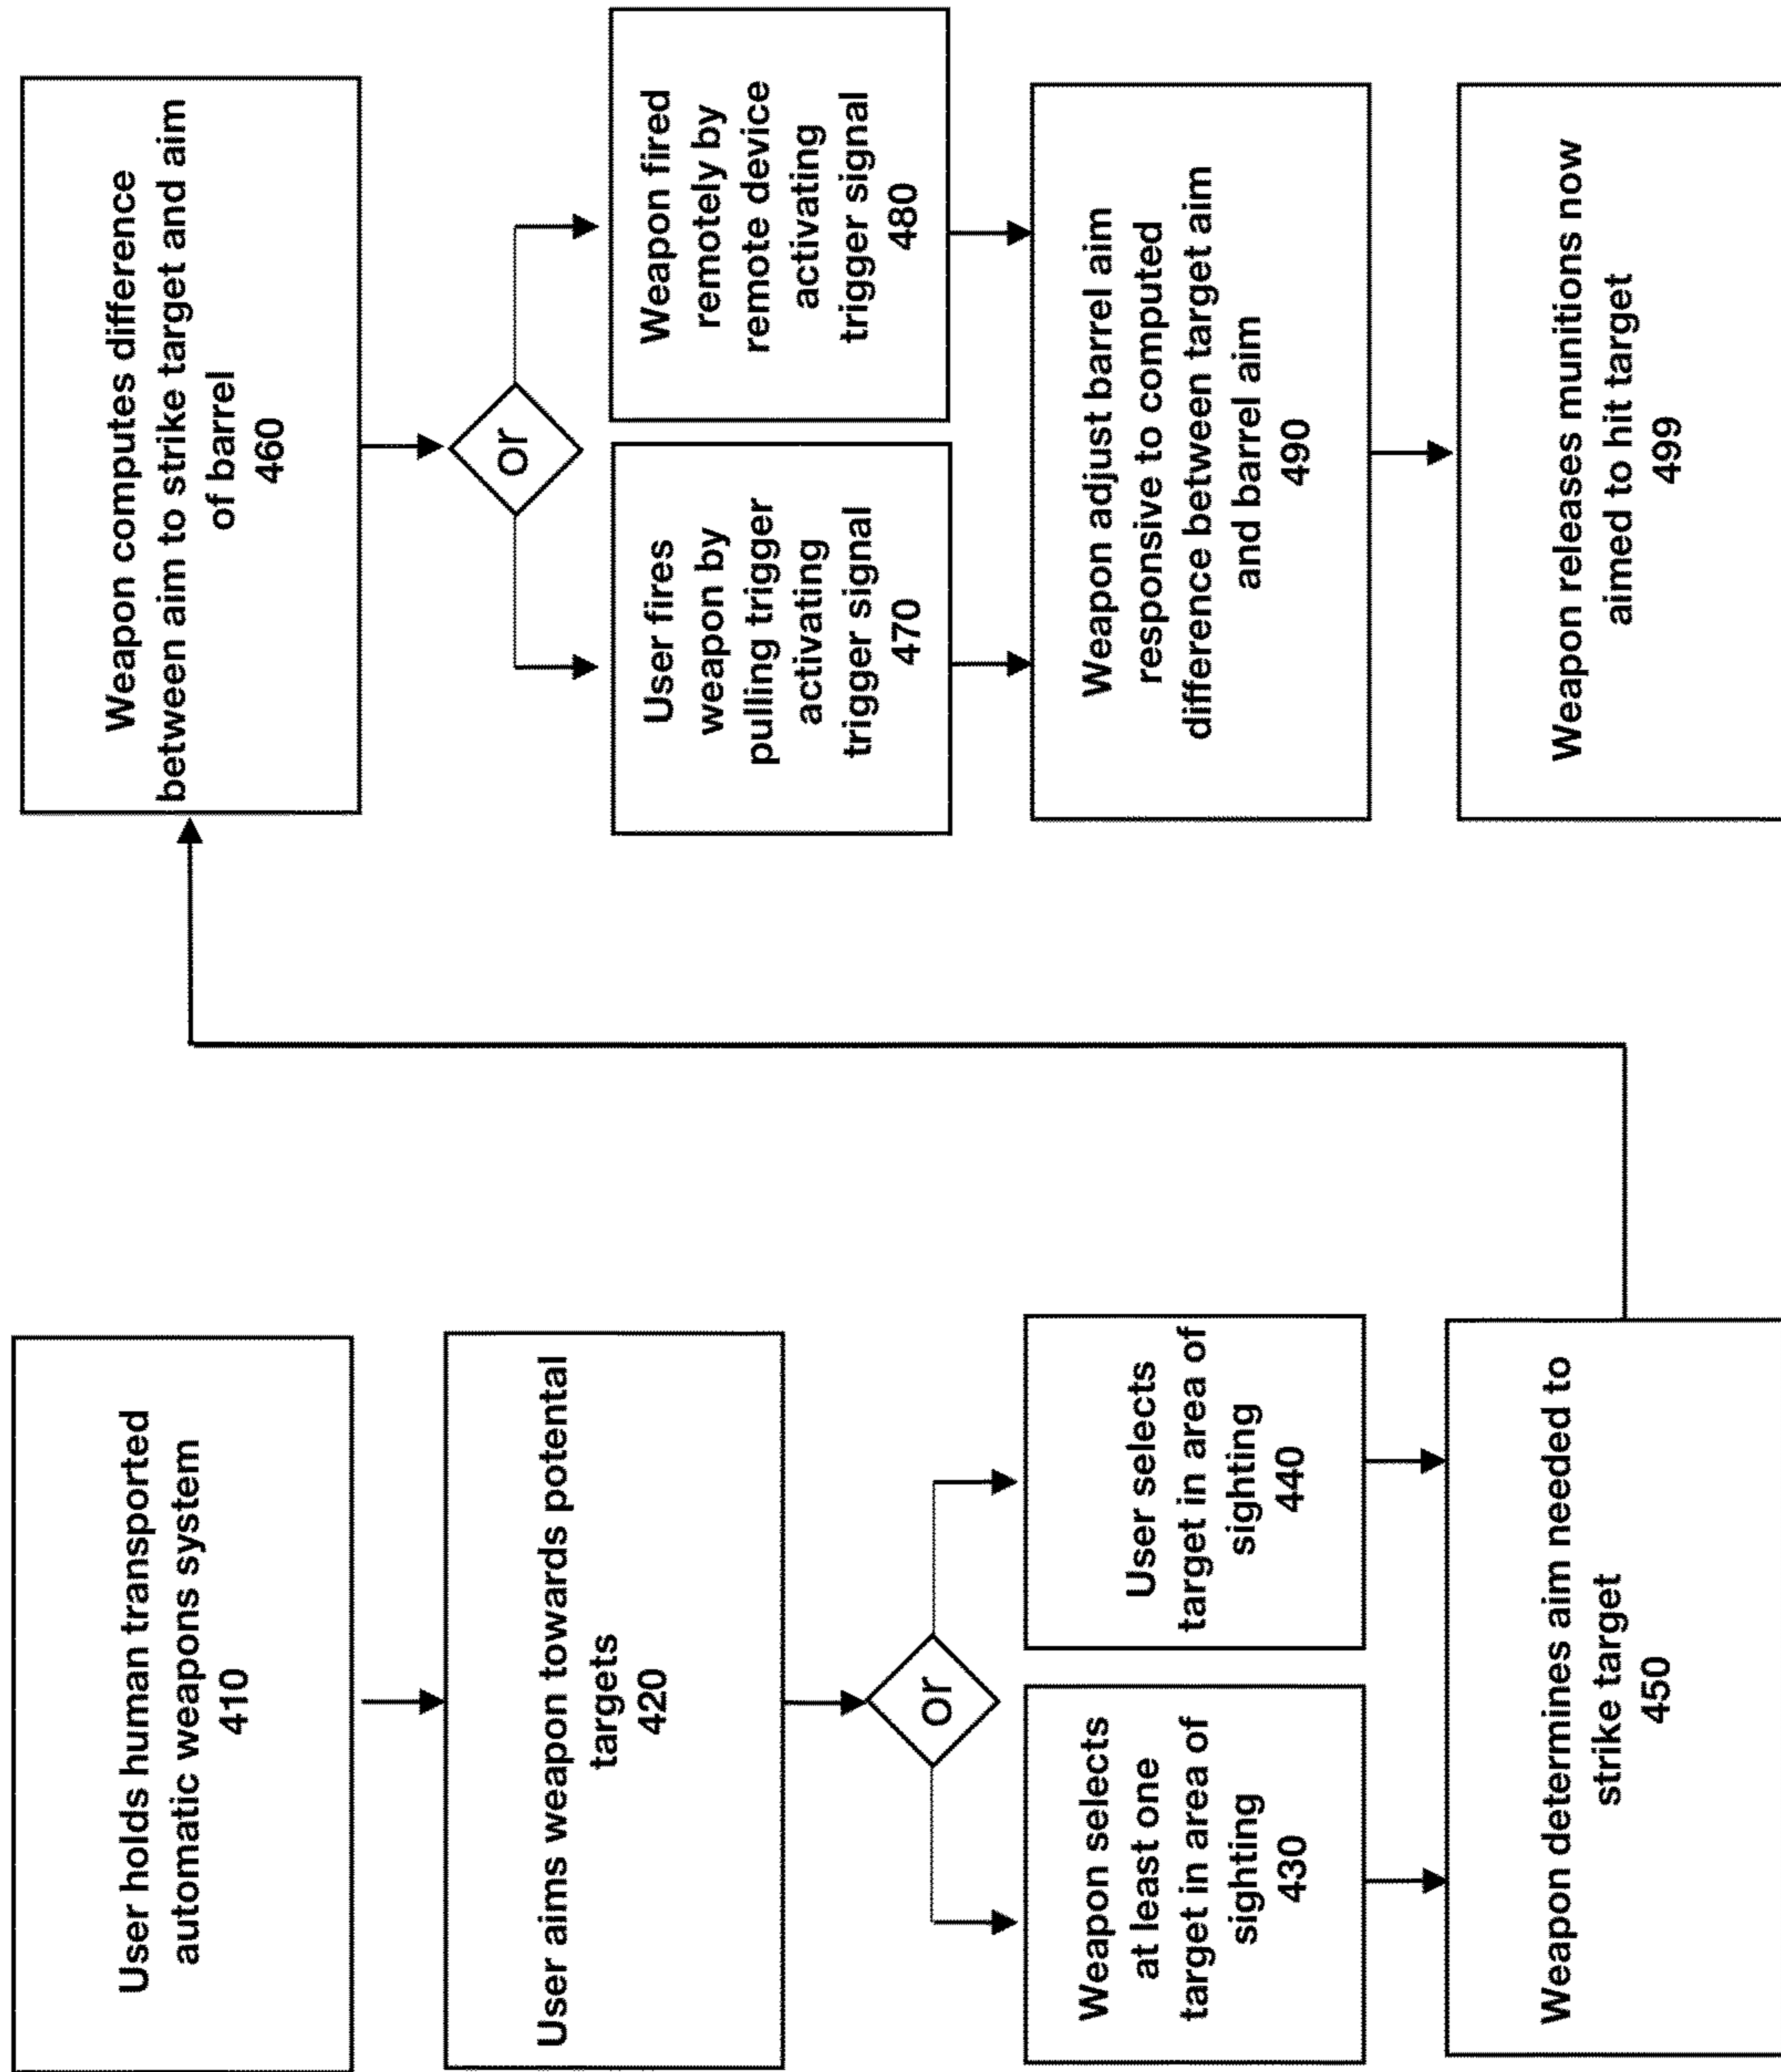 User holds human transported
automatic weapons system
410
User aims weapon towards potental
targets
420
or
Weapon selects
at least one
target in area of
sighting
430
User selects
target in area of
sighting
440
Weapon determines aim needed to
strike target
450
Weapon computes difference
between aim to strike target and aim
of barrel
460
or
User fires
weapon by
pulling trigger
activating
trigger signal
470
Weapon fired
remotely by
remote device
activating
trigger signal
480
Weapon adjust barrel aim
responsive to computed
difference between target aim
and barrel aim
490
Weapon releases munitions now
aimed to hit target
499